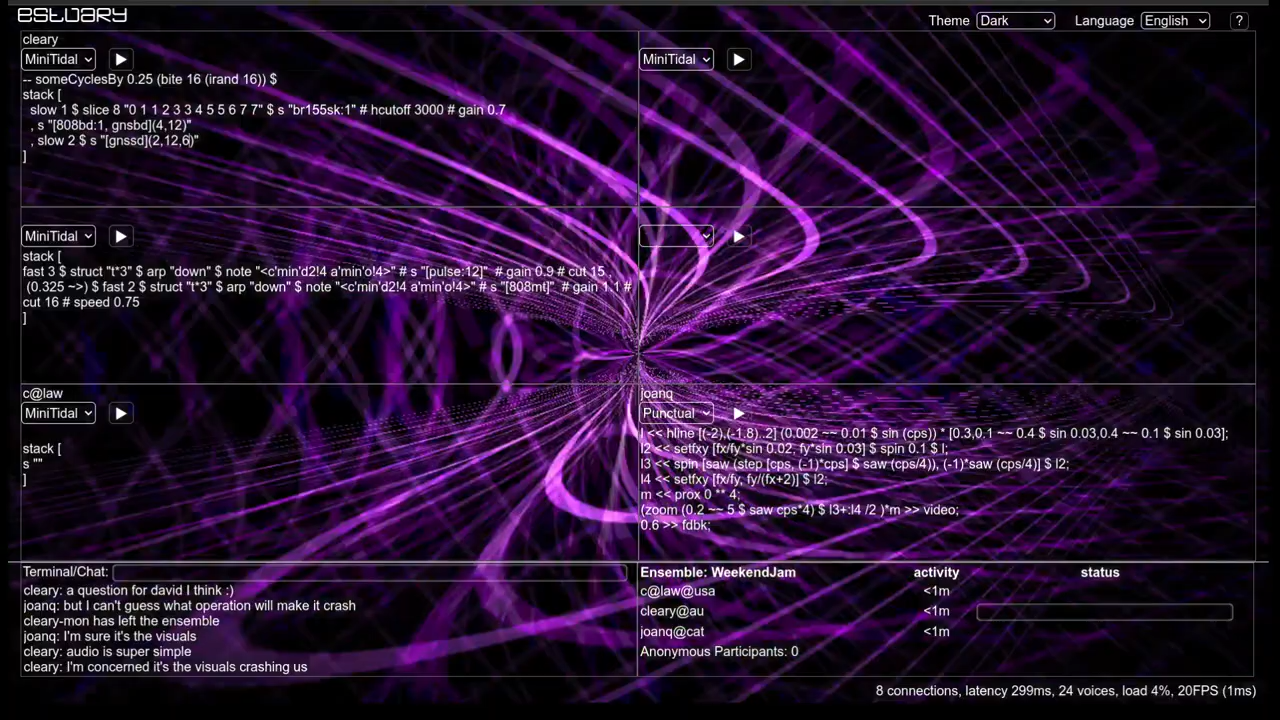 estuary
Theme Dark Language English ?
cleary
MiniTidal
-- someCyclesBy 0.25 (bite 16 (irand 16)) $
stack [
slow 1 $ slice 8 "0 1 1 2 3 3 4 5 5 6 7 7" $ s "br155sk:1" # hcutoff 3000 # gain 0.7
, s "[808bd:1, gnsbd](4,12)"
, slow 2 $ s "[gnssd](2,12,6)"
]
MiniTidal
MiniTidal
stack [
fast 3 $ struct "t*3" $ arp "down" $ note "<c'min'd2!4 a'min'o!4>" # s "[pulse:12]" # gain 0.9 # cut 15 ,
(0.325 ~>) $ fast 2 $ struct "t*3" $ arp "down" $ note "<c'min'd2!4 a'min'o!4>" # s "[808mt]" # gain 1.1 #
cut 16 # speed 0.75
]
c@law
MiniTidal
stack [
s ""
]
joanq
Punctual
l << hline [(-2),(-1.8)..2] (0.002 ~~ 0.01 $ sin (cps)) * [0.3,0.1 ~~ 0.4 $ sin 0.03,0.4 ~~ 0.1 $ sin 0.03];
l2 << setfxy [fx/fy*sin 0.02, fy*sin 0.03] $ spin 0.1 $ l;
l3 << spin [saw (step [cps, (-1)*cps] $ saw (cps/4)), (-1)*saw (cps/4)] $ l2;
l4 << setfxy [fx/fy, fy/(fx+2)] $ l2;
m << prox 0 ** 4;
(zoom (0.2 ~~ 5 $ saw cps*4) $ l3+:l4 /2 )*m >> video;
0.6 >> fdbk;
Terminal/Chat:
cleary: a question for david I think :)
joanq: but I can't guess what operation will make it crash
cleary-mon has left the ensemble
joanq: I'm sure it's the visuals
cleary: audio is super simple
cleary: I'm concerned it's the visuals crashing us
Ensemble: WeekendJam activity status
c@law@usa <1m
cleary@au <1m
joanq@cat <1m
Anonymous Participants: 0
8 connections, latency 299ms, 24 voices, load 4%, 20FPS (1ms)